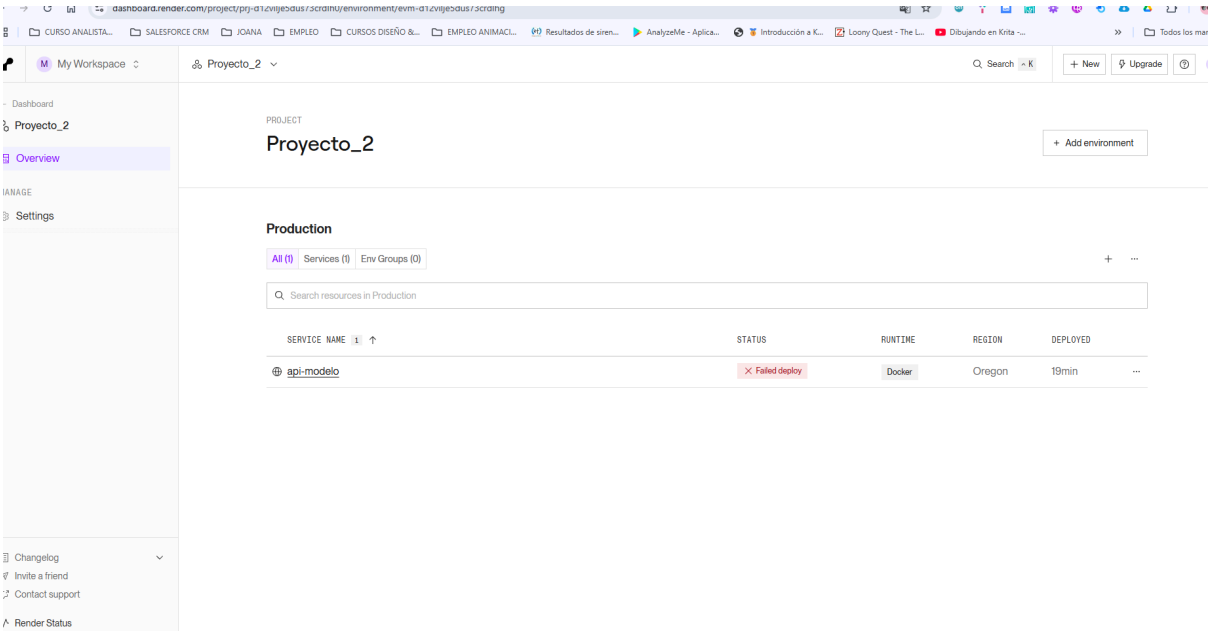 dashboard.render.com/project/prj-d12vilje5dus73crdlh0/environment/evm-d12vilje5dus73crdlhg
CURSO ANALISTA... SALESFORCE CRM JOANA EMPLEO CURSOS DISEÑO &... EMPLEO ANIMACI... Resultados de siren... AnalyzeMe - Aplica... Introducción a K... Loony Quest - The L... Dibujando en Krita -... » Todos los mar
M My Workspace Proyecto_2 Search ^ K + New Upgrade
Dashboard
Proyecto_2
Overview
MANAGE
Settings
PROJECT
Proyecto_2
+ Add environment
Production
All (1) Services (1) Env Groups (0) + ...
Search resources in Production
SERVICE NAME 1 ↑ STATUS RUNTIME REGION DEPLOYED
api-modelo Failed deploy Docker Oregon 19min ...
Changelog
Invite a friend
Contact support
Render Status